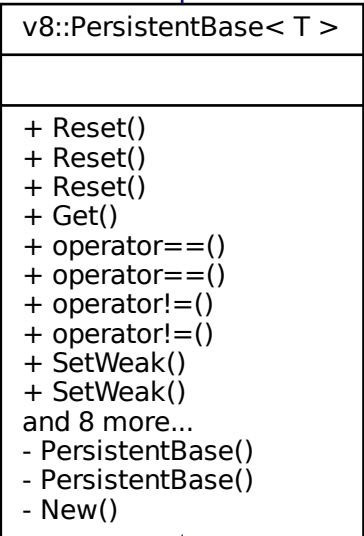 v8::PersistentBase< T >
+ Reset()
+ Reset()
+ Reset()
+ Get()
+ operator==()
+ operator==()
+ operator!=()
+ operator!=()
+ SetWeak()
+ SetWeak()
and 8 more...
- PersistentBase()
- PersistentBase()
- New()